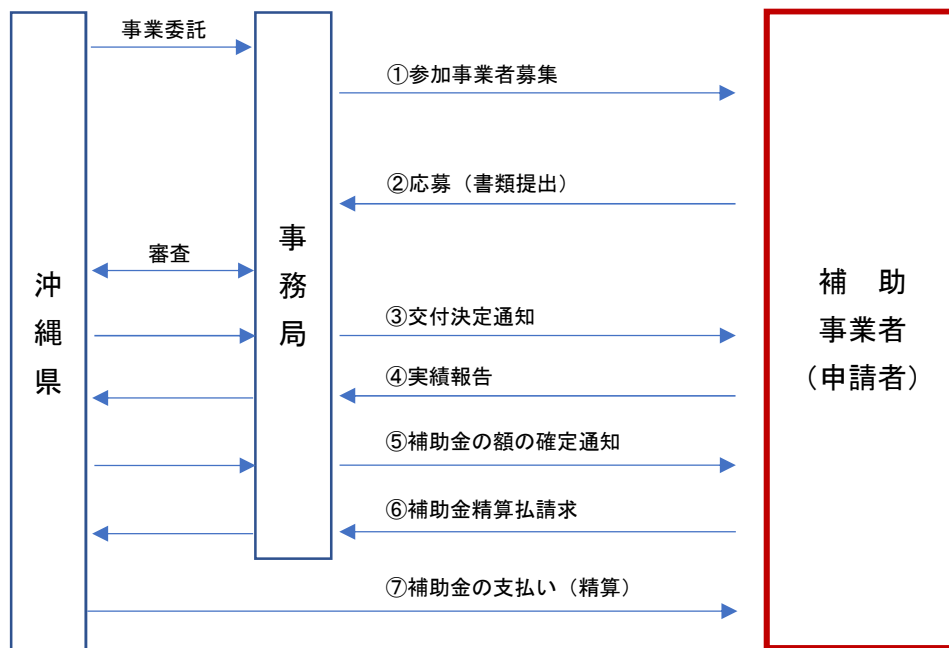 事業委託
①参加事業者募集
②応募（書類提出）
審査
③交付決定通知
④実績報告
⑤補助金の額の確定通知
⑥補助金精算払請求
⑦補助金の支払い（精算）
沖縄県
事務局
補　助
事業者
（申請者）